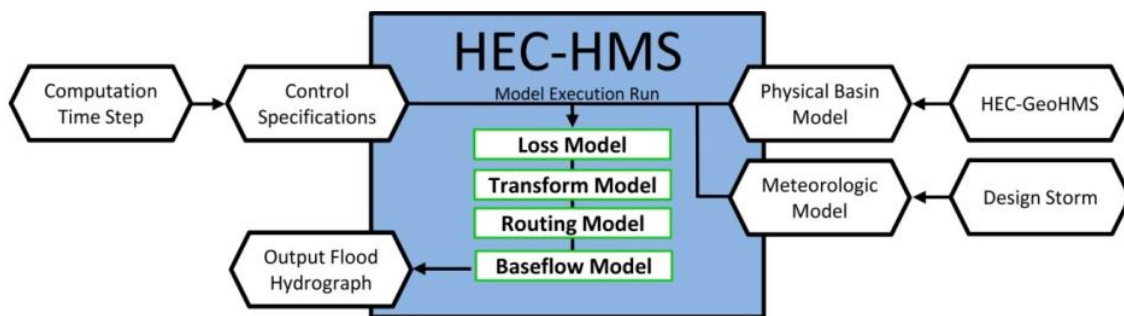 HEC-HMS
Model Execution Run
Computation
Time Step
Control
Specifications
Physical Basin
Model
HEC-GeoHMS
Loss Model
Transform Model
Routing Model
Baseflow Model
Meteorologic
Model
Design Storm
Output Flood
Hydrograph